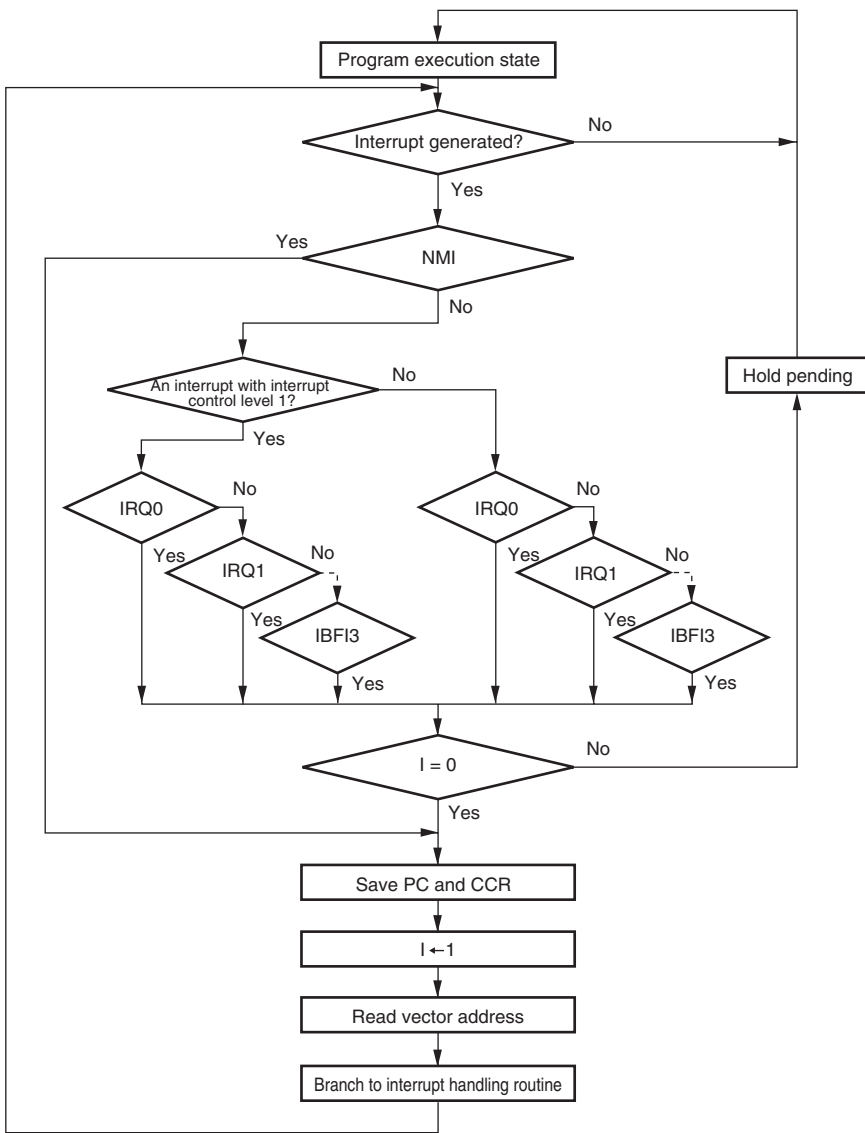 Program execution state
Interrupt generated?
No
Yes
Yes
NMI
No
An interrupt with interrupt
control level 1?
No
Hold pending
Yes
IRQ0
No
IRQ0
No
Yes
IRQ1
No
Yes
IRQ1
No
Yes
IBFI3
Yes
IBFI3
Yes
Yes
I = 0
No
Yes
Save PC and CCR
I ←1
Read vector address
Branch to interrupt handling routine